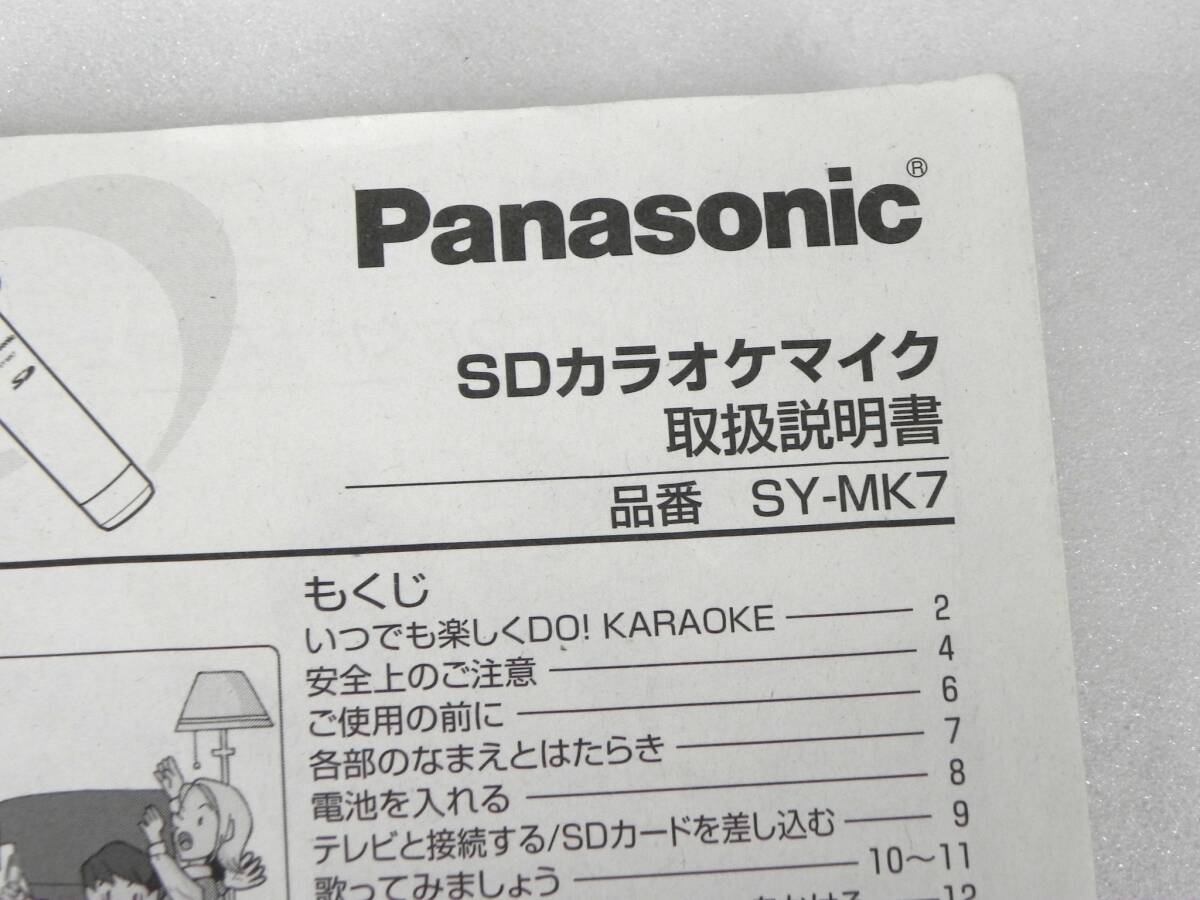 Panasonic®
SDカラオケマイク
取扱説明書
品番 SY-MK7
もくじ
いつでも楽しくDO! KARAOKE 2
安全上のご注意 4
ご使用の前に 6
各部のなまえとはたらき 7
電池を入れる 8
テレビと接続する/SDカードを差し込む 9
歌ってみましょう 10〜11
をかける 12